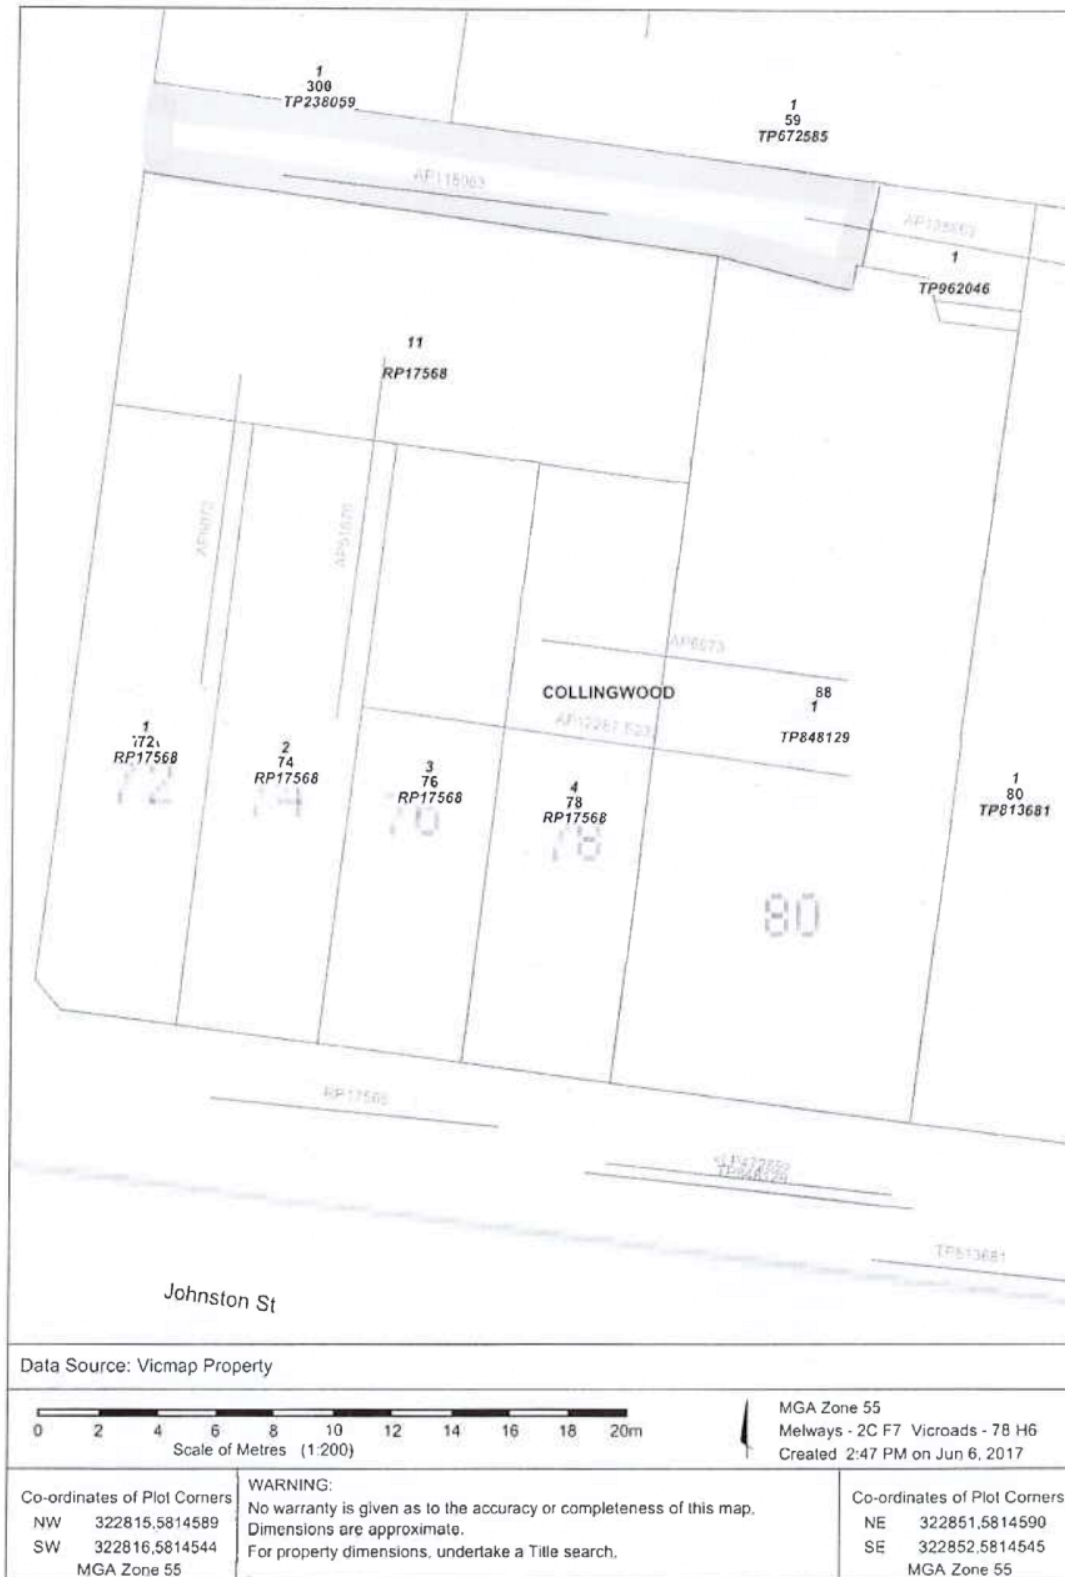 1
300
TP238059
1
59
TP672585
1
TP962046
11
RP17568
COLLINGWOOD
88
1
TP848129
1
RP17568
2
74
RP17568
3
76
RP17568
4
78
RP17568
1
80
TP813681
72
74
78
80
TP813681
Johnston St
Data Source: Vicmap Property
0 2 4 6 8 10 12 14 16 18 20m
Scale of Metres (1:200)
MGA Zone 55
Melways - 2C F7 Vicroads - 78 H6
Created 2:47 PM on Jun 6, 2017
Co-ordinates of Plot Corners
NW 322815,5814589
SW 322816,5814544
MGA Zone 55
WARNING:
No warranty is given as to the accuracy or completeness of this map.
Dimensions are approximate.
For property dimensions, undertake a Title search.
Co-ordinates of Plot Corners
NE 322851,5814590
SE 322852,5814545
MGA Zone 55